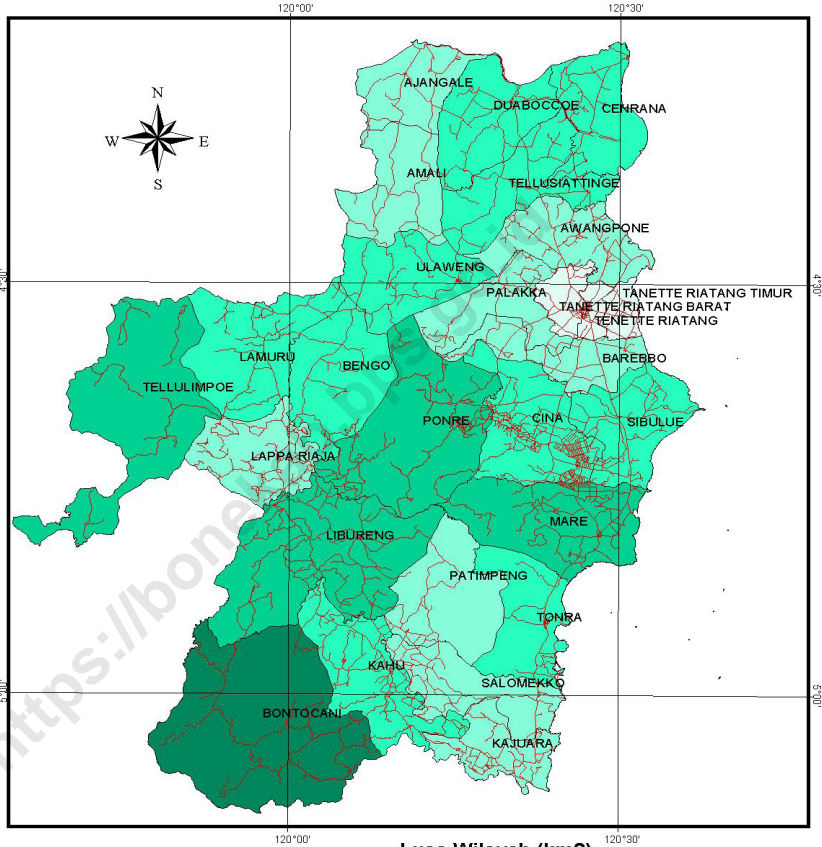 120°00'
120°30'
N
W E
S
AJANGALE
DUABOCCOE
CENRANA
AMALI
TELLUSIATTINGE
AWANGPONE
ULAWENG
4°30'
4°30'
PALAKKA
TANETTE RIATANG TIMUR
TANETTE RIATANG BARAT
TENETTE RIATANG
LAMURU
BENGO
BAREBBO
TELLULIMPOE
PONRE
CINA
SIBULUE
LAPPA RIAJA
MARE
LIBURENG
PATIMPENG
TONRA
KAHU
SALOMEKKO
5°00'
5°00'
BONTOCANI
KAJUARA
120°00'
120°30'
Luas Wilayah (km2)